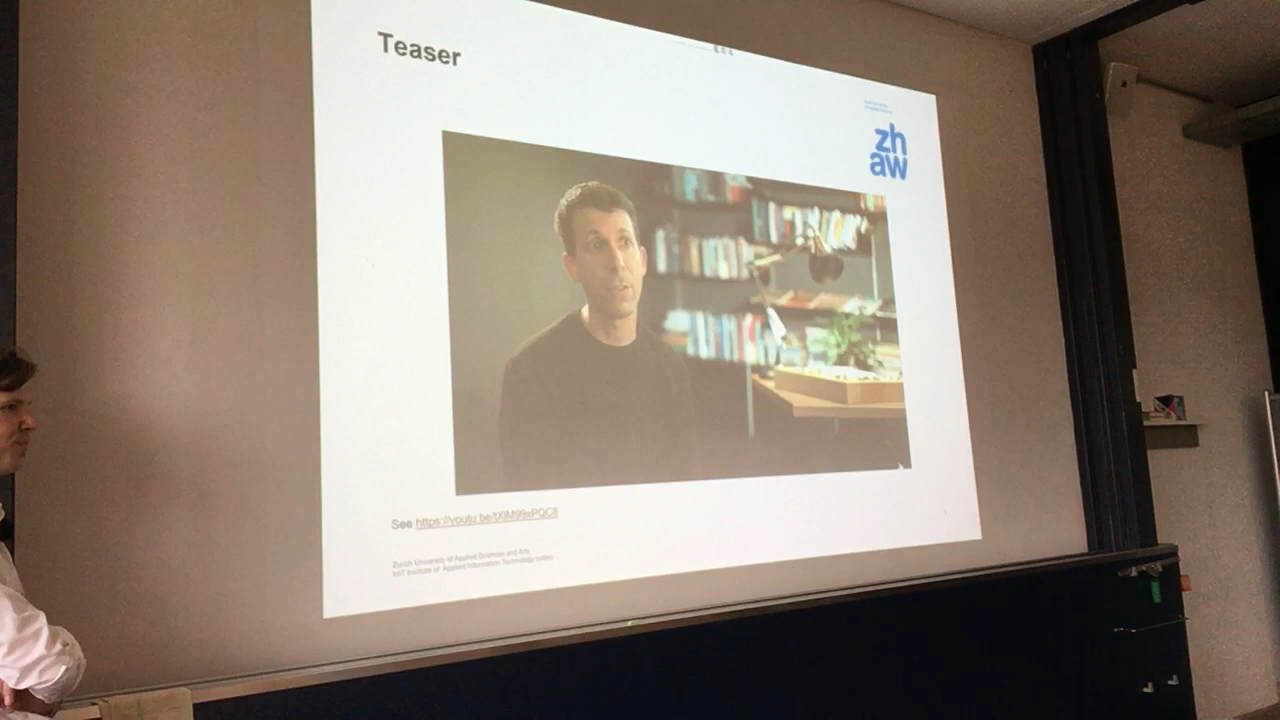 Teaser
zh
aw
See https://youtu.be/tXIM99xPQC8
Zurich University of Applied Sciences and Arts
InIT Institute of Applied Information Technology